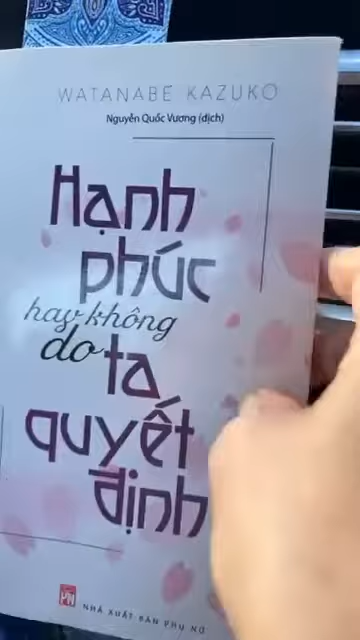 WATANABE KAZUKO
Nguyễn Quốc Vương (dịch)
Hạnh
phúc
hay không
do ta
quyết
định
PN
NHÀ XUẤT BẢN PHỤ NỮ